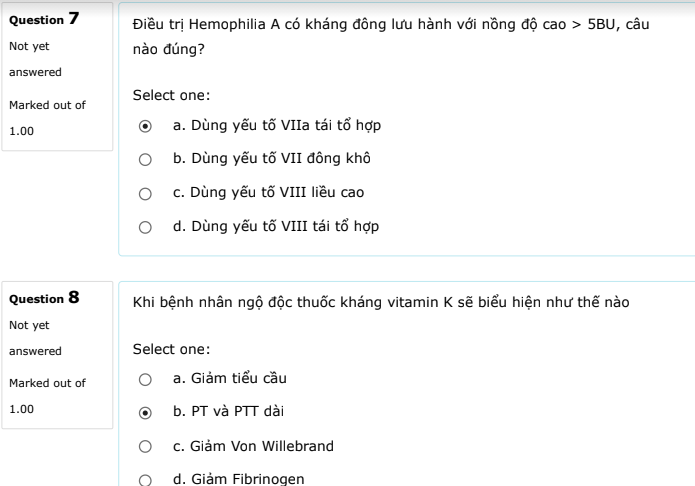 Question 7
Not yet
answered
Marked out of
1.00
Điều trị Hemophilia A có kháng đông lưu hành với nồng độ cao > 5BU, câu
nào đúng?
Select one:
a. Dùng yếu tố VIIa tái tổ hợp
b. Dùng yếu tố VII đông khô
c. Dùng yếu tố VIII liều cao
d. Dùng yếu tố VIII tái tổ hợp
Question 8
Not yet
answered
Marked out of
1.00
Khi bệnh nhân ngộ độc thuốc kháng vitamin K sẽ biểu hiện như thế nào
Select one:
a. Giảm tiểu cầu
b. PT và PTT dài
c. Giảm Von Willebrand
d. Giảm Fibrinogen